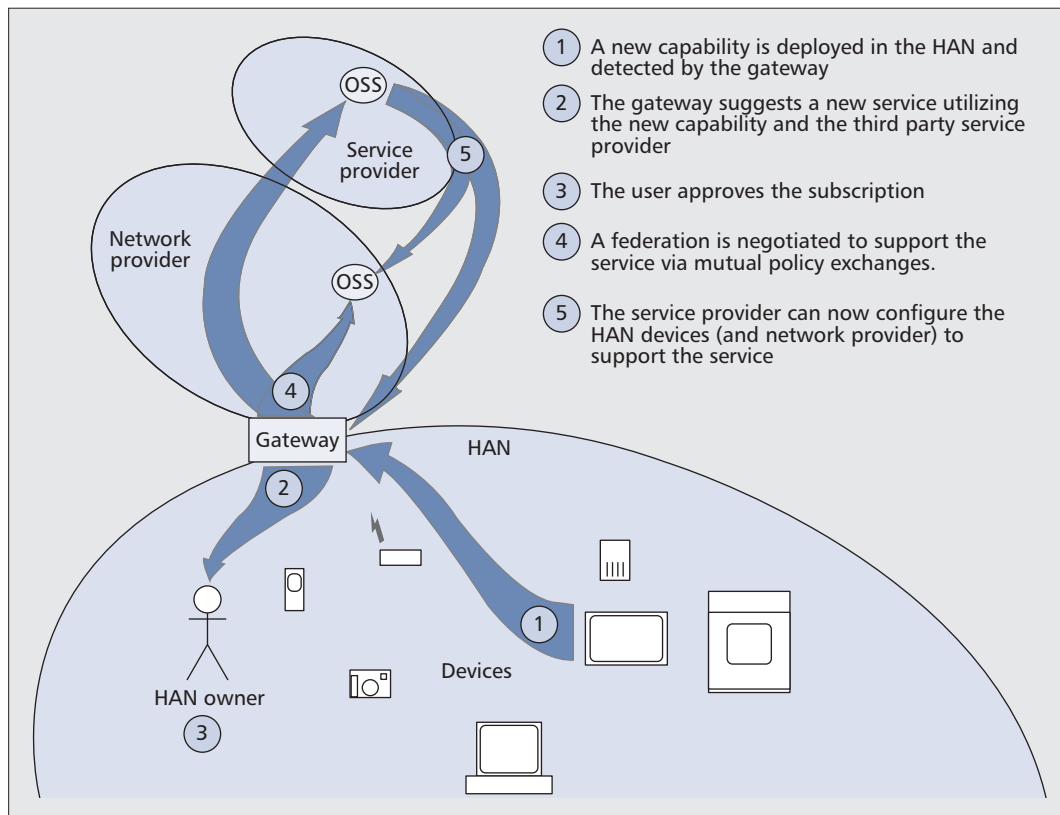 OSS
Service
provider
5
Network
provider
OSS
4
Gateway
HAN
2
1
Devices
HAN owner
3
1 A new capability is deployed in the HAN and
detected by the gateway
2 The gateway suggests a new service utilizing
the new capability and the third party service
provider
3 The user approves the subscription
4 A federation is negotiated to support the
service via mutual policy exchanges.
5 The service provider can now configure the
HAN devices (and network provider) to
support the service